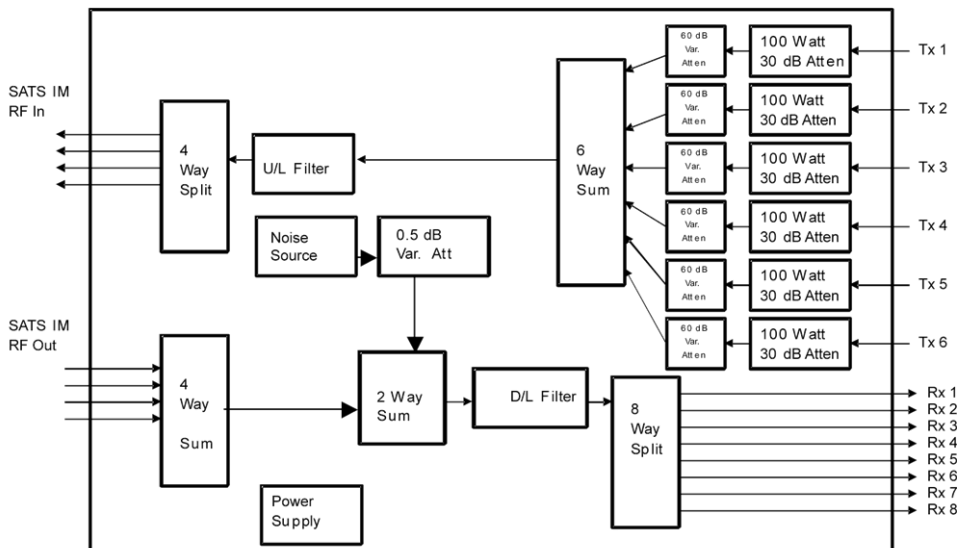 60 dB
Var.
Atten
100 Watt
30 dB Atten
Tx 1
SATS IM
RF In
60 dB
Var.
Atten
100 Watt
30 dB Atten
Tx 2
4
Way
Split
U/L Filter
6
Way
Sum
60 dB
Var.
Atten
100 Watt
30 dB Atten
Tx 3
Noise
Source
0.5 dB
Var. Att
60 dB
Var.
Atten
100 Watt
30 dB Atten
Tx 4
60 dB
Var.
Atten
100 Watt
30 dB Atten
Tx 5
SATS IM
RF Out
60 dB
Var.
Atten
100 Watt
30 dB Atten
Tx 6
4
Way
Sum
2 Way
Sum
D/L Filter
8
Way
Split
Rx 1
Rx 2
Rx 3
Rx 4
Rx 5
Rx 6
Rx 7
Rx 8
Power
Supply